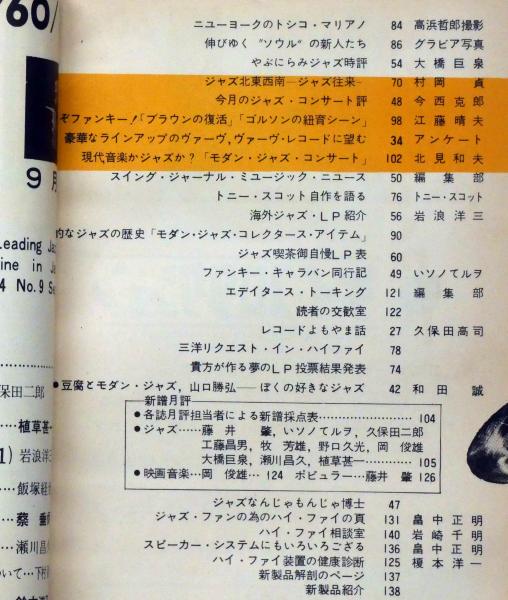 '60/
9月
Leading Ja
ine in Ja
4 No. 9 Se
保田二郎
植草甚一
1) 岩浪洋三
飯塚経世
蔡垂炘
瀬川昌久
ついて…下村
ニューヨークのトシコ・マリアノ 84 高浜哲郎撮影
伸びゆく〝ソウル〟の新人たち 86 グラビア写真
やぶにらみジャズ時評 54 大橋巨泉
ジャズ北東西南―ジャズ往来― 70 村岡貞
今月のジャズ・コンサート評 48 今西克郎
ぞファンキー!「ブラウンの復活」「ゴルソンの紐育シーン」 98 江藤晴夫
豪華なラインアップのヴァーヴ,ヴァーヴ・レコードに望む 34 アンケート
現代音楽かジャズか?「モダン・ジャズ・コンサート」 102 北見和夫
スイング・ジャーナル・ミュージック・ニュース 50 編集部
トニー・スコット自作を語る 76 トニー・スコット
海外ジャズ・LP紹介 56 岩浪洋三
的なジャズの歴史「モダン・ジャズ・コレクタース・アイテム」 90
ジャズ喫茶御自慢LP表 60
ファンキー・キャラバン同行記 49 いソノてルヲ
エデイタース・トーキング 121 編集部
読者の交歓室 122
レコードよもやま話 27 久保田高司
三洋リクエスト・イン・ハイファイ 78
貴方が作る夢のLP投票結果発表 74
●豆腐とモダン・ジャズ,山口勝弘――ぼくの好きなジャズ 42 和田誠
新譜月評
●各誌月評担当者による新譜採点表………………… 104
●ジャズ……藤井肇,いソノてルヲ,久保田二郎
工藤昌男,牧芳雄,野口久光,岡俊雄
大橋巨泉,瀬川昌久,植草甚一………… 105
●映画音楽…岡俊雄… 124 ポピュラー…藤井肇 126
ジャズなんじゃもんじゃ博士 47
ジャズ・ファンの為のハイ・ファイの頁 131 畠中正明
ハイ・ファイ相談室 140 岩崎千明
スピーカー・システムにもいろいろござる 136 畠中正明
ハイ・ファイ装置の健康診断 125 榎本洋一
新製品解剖のページ 137
新製品紹介 138